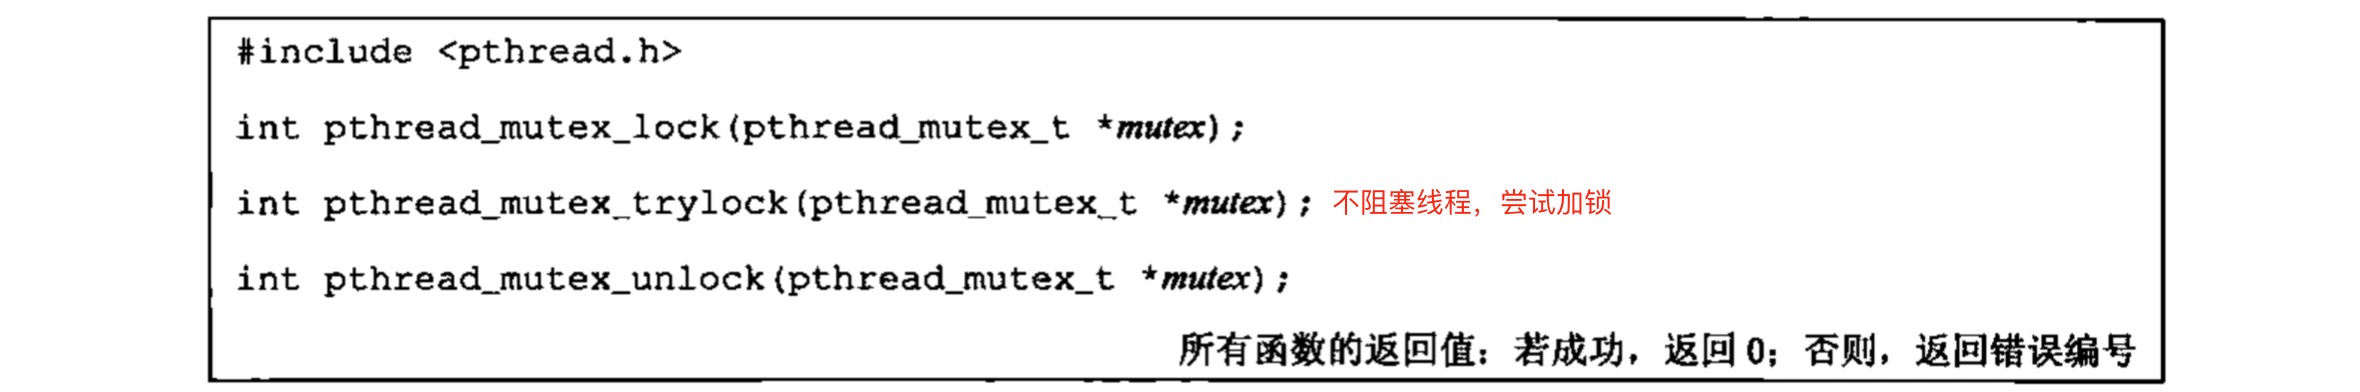 #include <pthread.h>
int pthread_mutex_lock(pthread_mutex_t *mutex);
int pthread_mutex_trylock(pthread_mutex_t *mutex); 不阻塞线程，尝试加锁
int pthread_mutex_unlock(pthread_mutex_t *mutex);
所有函数的返回值：若成功，返回0；否则，返回错误编号